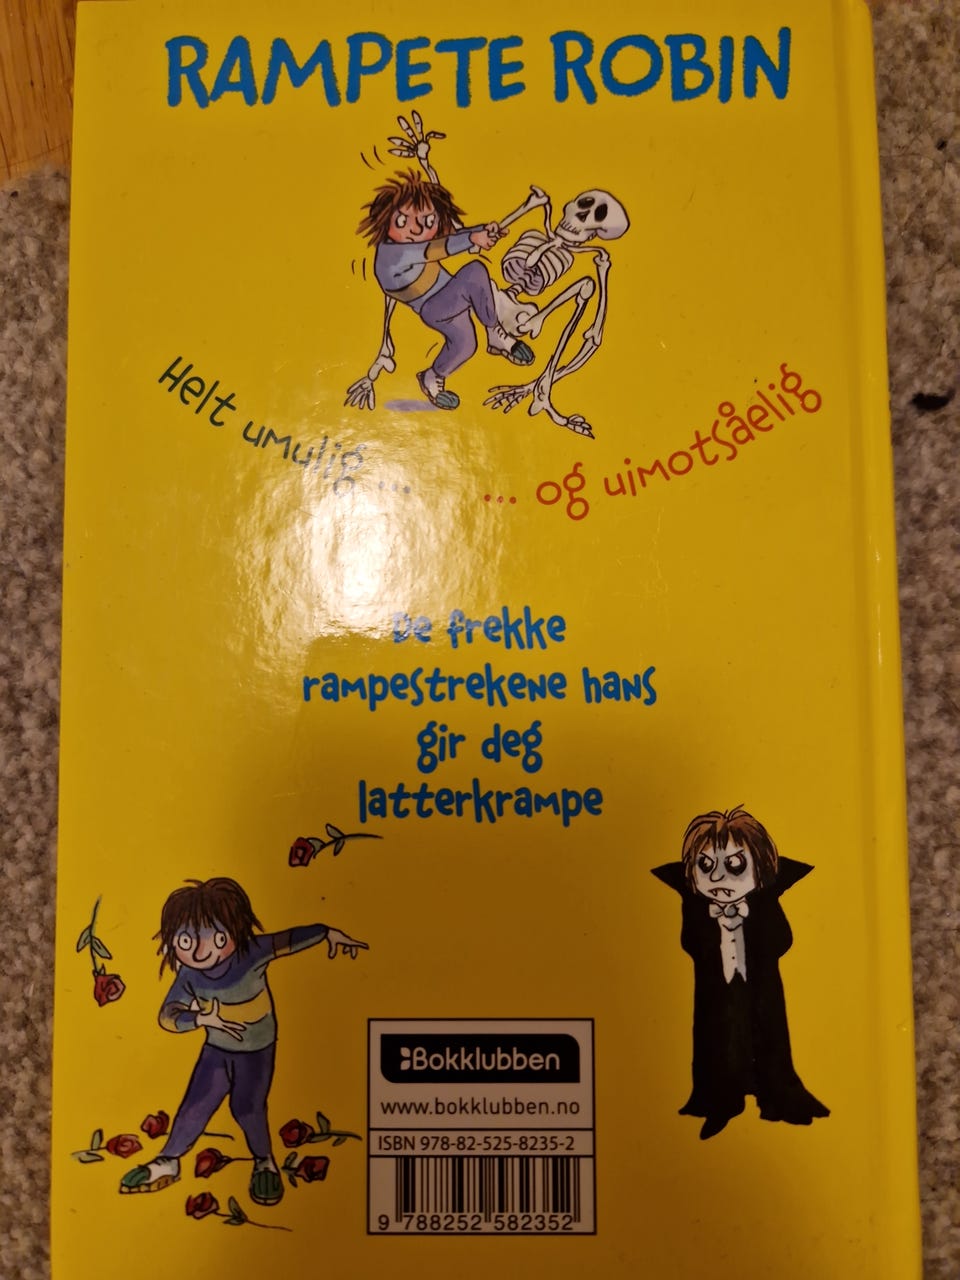 RAMPETE ROBIN
Helt umulig ...
... og uimotsåelig
De frekke
rampestrekene hans
gir deg
latterkrampe
Bokklubben
www.bokklubben.no
ISBN 978-82-525-8235-2
9 788252 582352